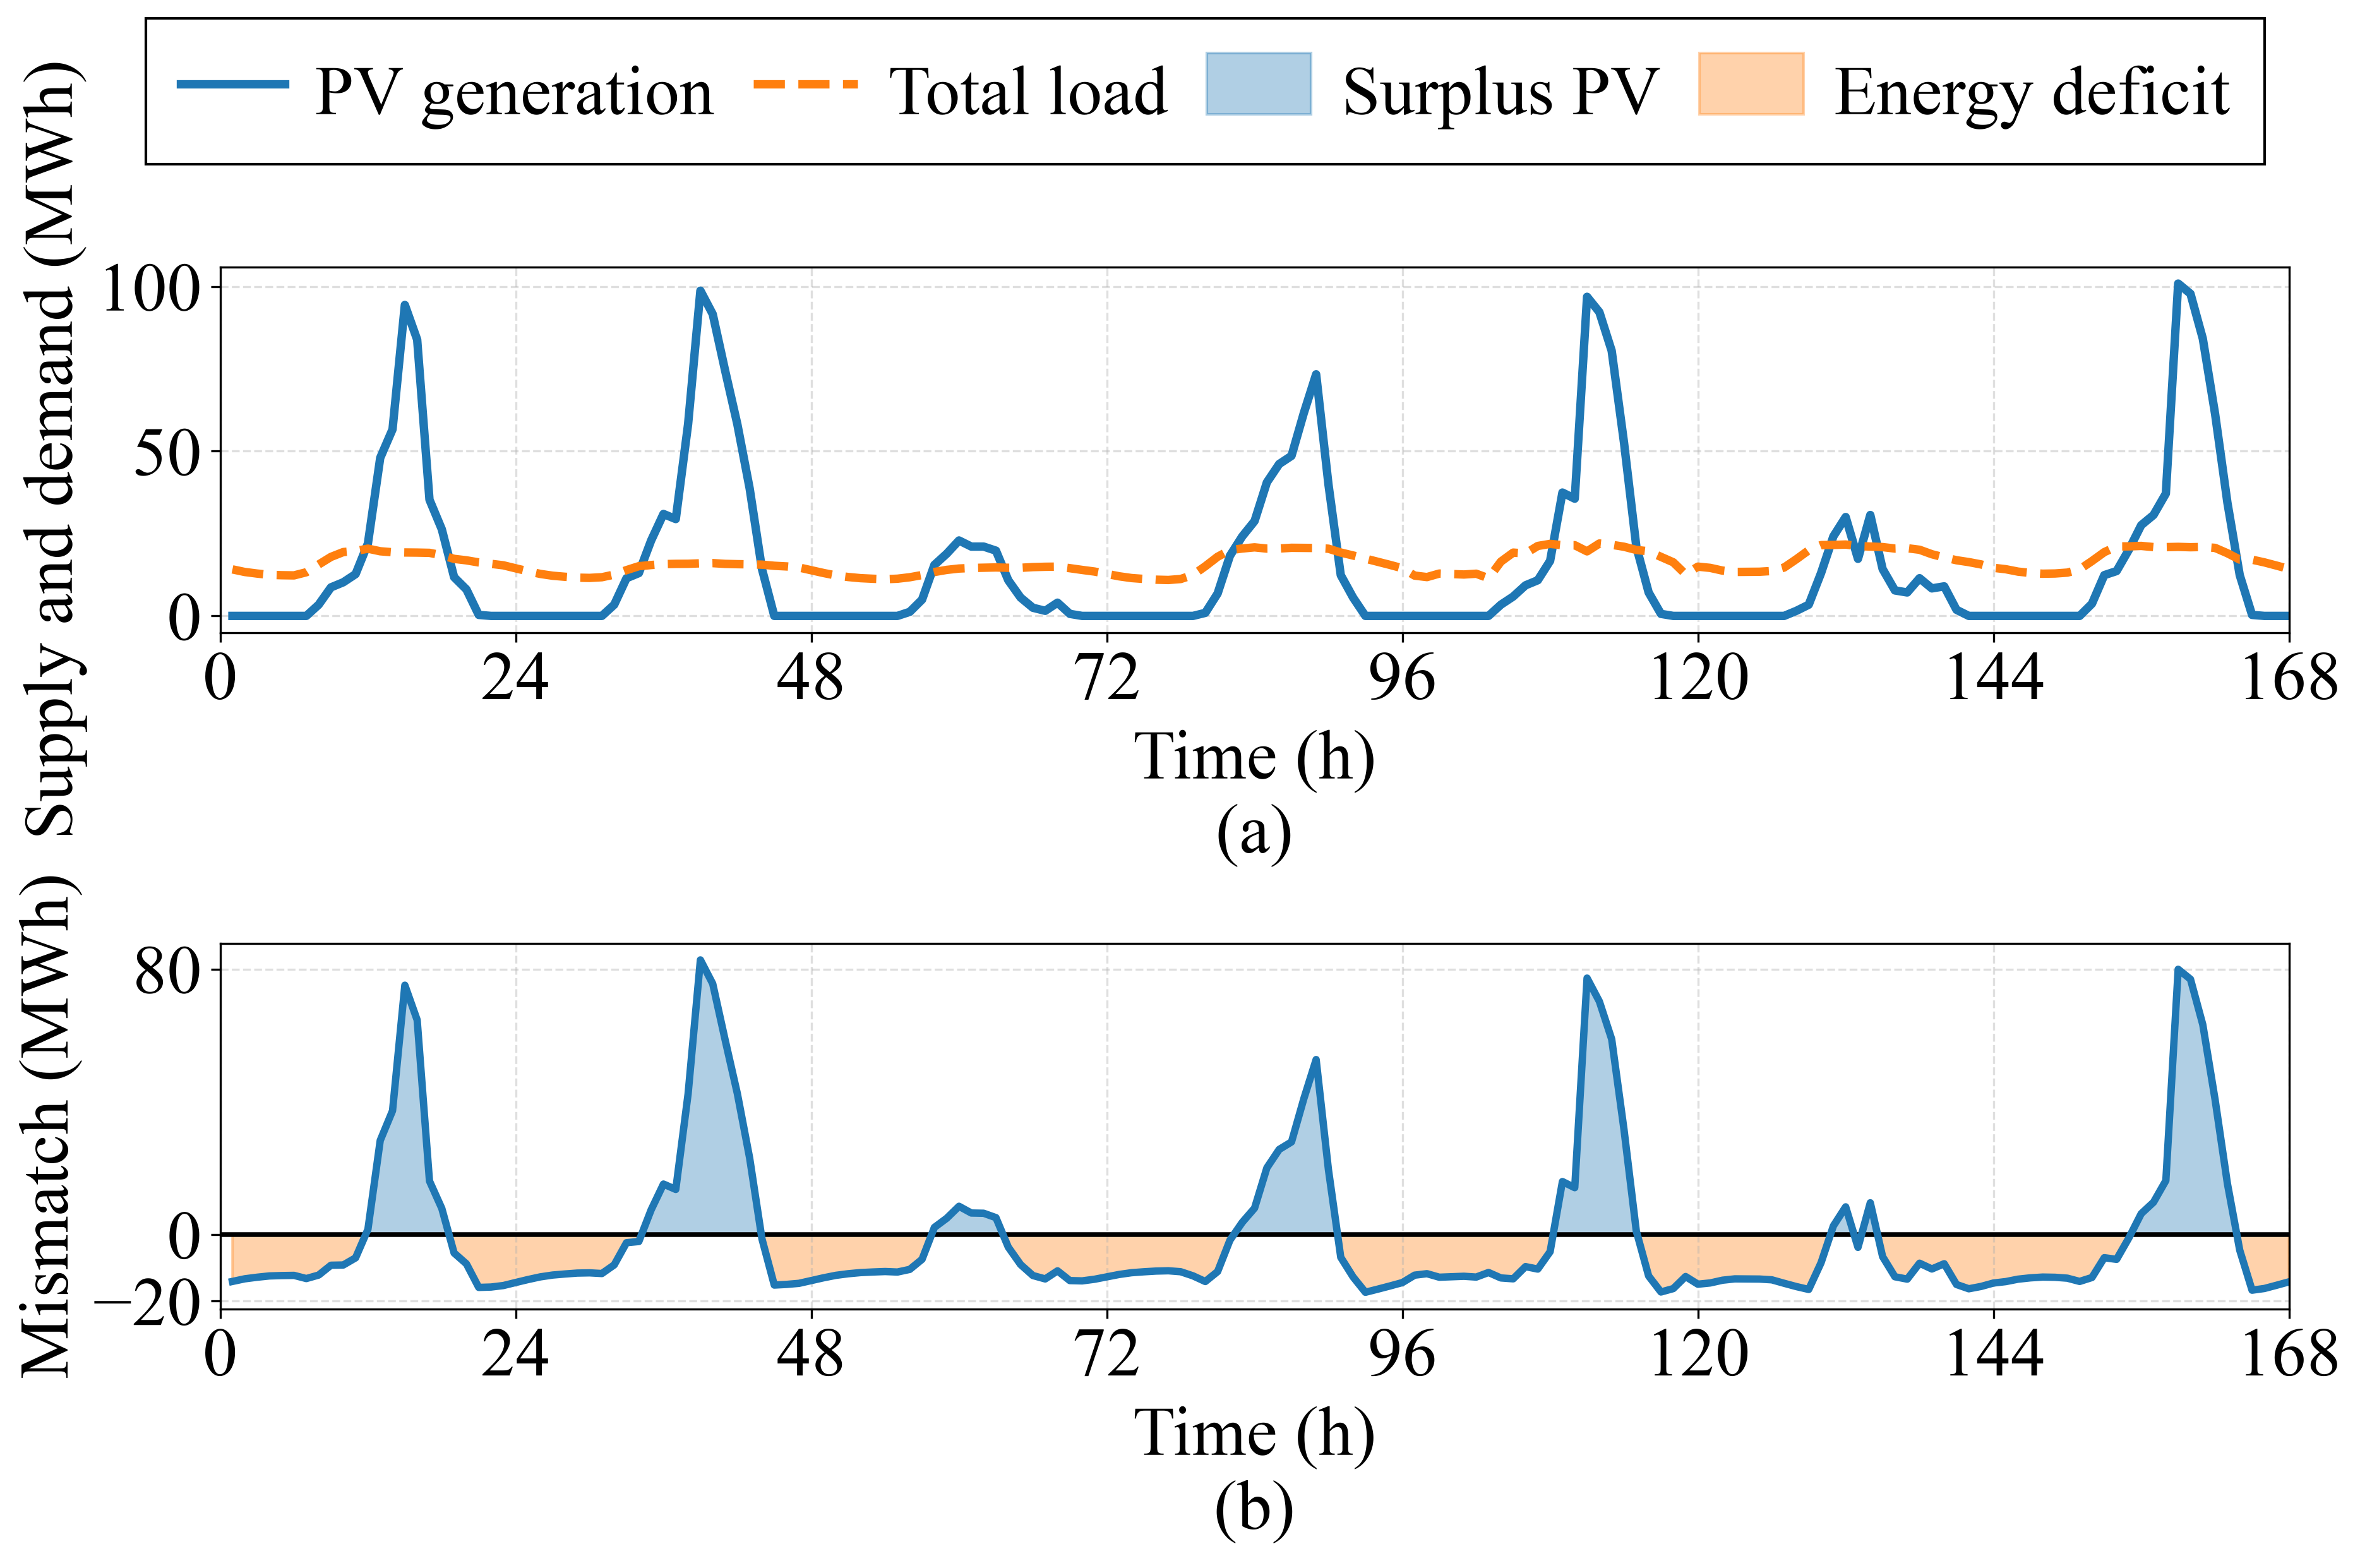 PV generation Total load Surplus PV Energy deficit
Supply and demand (MWh)
100
50
0
0 24 48 72 96 120 144 168
Time (h)
(a)
Mismatch (MWh)
80
0
−20
0 24 48 72 96 120 144 168
Time (h)
(b)